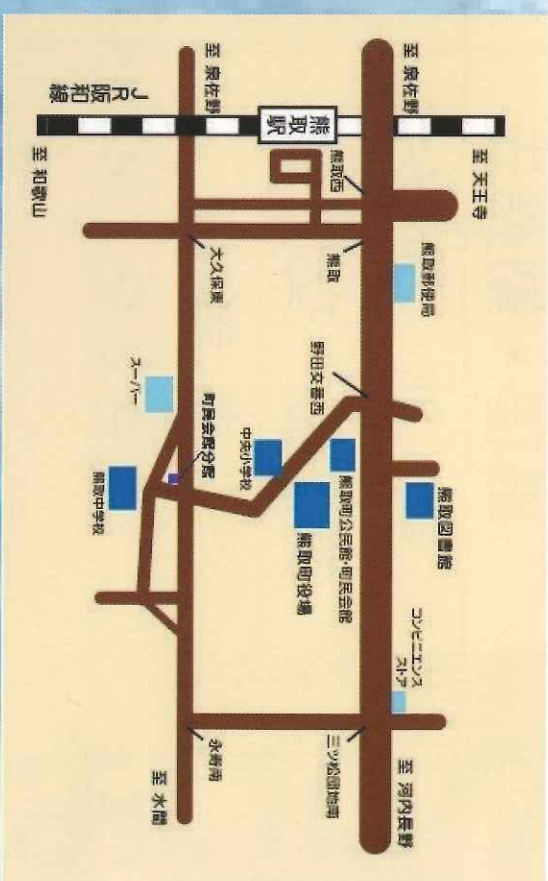 至 泉佐野
至 泉佐野
JR阪和線
熊取駅
至 和歌山
至 天王寺
熊取西
熊取
大久保東
熊取郵便局
野田交番西
スーパー
町民会館分館
中央小学校
熊取中学校
熊取町公民館・町民会館
熊取町役場
熊取図書館
コンビニエンス
ストア
永寿南
三ツ松団地南
至 水間
至 河内長野